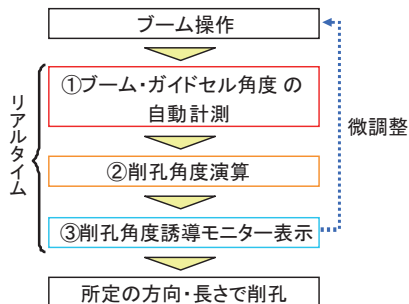 ブーム操作
①ブーム・ガイドセル角度 の
自動計測
リアルタイム
微調整
②削孔角度演算
③削孔角度誘導モニター表示
所定の方向・長さで削孔